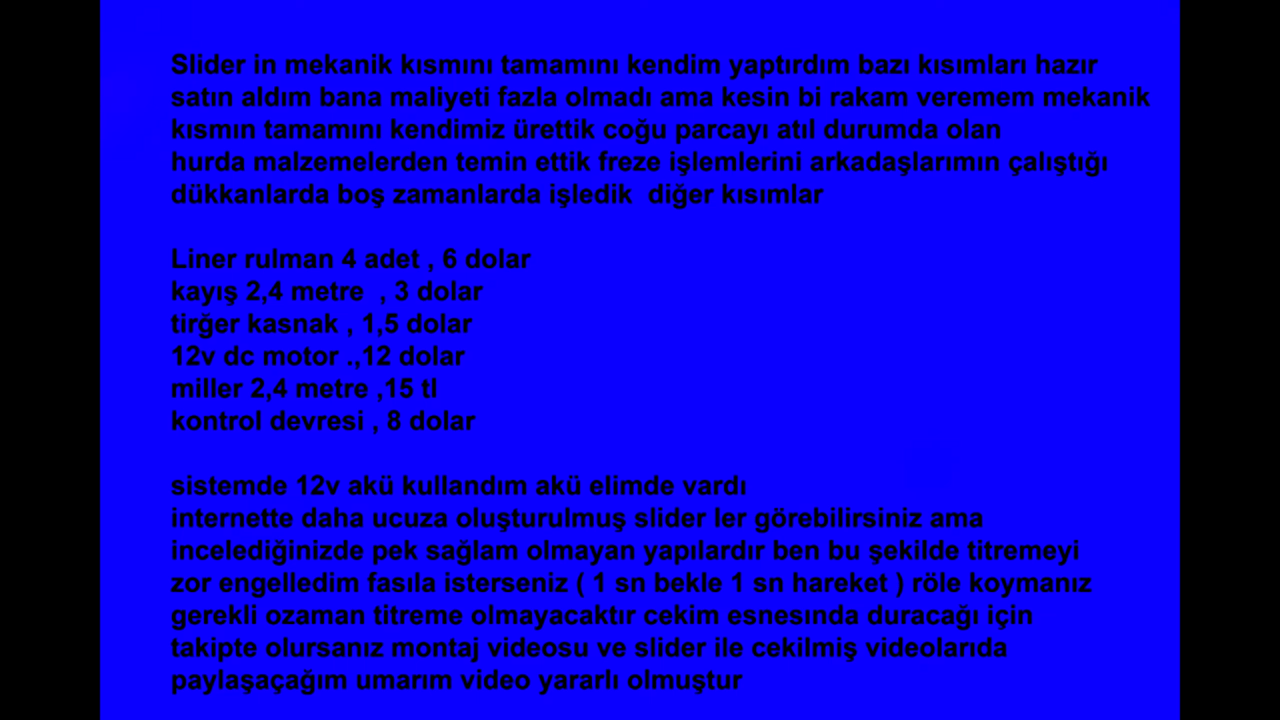 Slider in mekanik kısmını tamamını kendim yaptırdım bazı kısımları hazır
satın aldım bana maliyeti fazla olmadı ama kesin bi rakam veremem mekanik
kısmın tamamını kendimiz ürettik coğu parcayı atıl durumda olan
hurda malzemelerden temin ettik freze işlemlerini arkadaşlarımın çalıştığı
dükkanlarda boş zamanlarda işledik  diğer kısımlar
Liner rulman 4 adet , 6 dolar
kayış 2,4 metre  , 3 dolar
tirğer kasnak , 1,5 dolar
12v dc motor .,12 dolar
miller 2,4 metre ,15 tl
kontrol devresi , 8 dolar
sistemde 12v akü kullandım akü elimde vardı
internette daha ucuza oluşturulmuş slider ler görebilirsiniz ama
incelediğinizde pek sağlam olmayan yapılardır ben bu şekilde titremeyi
zor engelledim fasıla isterseniz ( 1 sn bekle 1 sn hareket ) röle koymanız
gerekli ozaman titreme olmayacaktır cekim esnesında duracağı için
takipte olursanız montaj videosu ve slider ile cekilmiş videolarıda
paylaşaçağım umarım video yararlı olmuştur